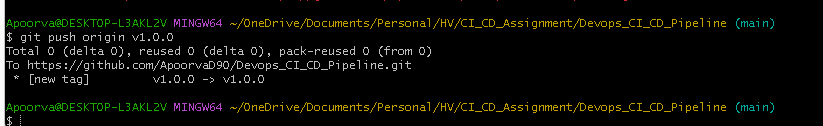 Apoorva@DESKTOP-L3AKL2V MINGW64 ~/OneDrive/Documents/Personal/HV/CI_CD_Assignment/Devops_CI_CD_Pipeline (main)
$ git push origin v1.0.0
Total 0 (delta 0), reused 0 (delta 0), pack-reused 0 (from 0)
To https://github.com/ApoorvaD90/Devops_CI_CD_Pipeline.git
 * [new tag]         v1.0.0 -> v1.0.0
Apoorva@DESKTOP-L3AKL2V MINGW64 ~/OneDrive/Documents/Personal/HV/CI_CD_Assignment/Devops_CI_CD_Pipeline (main)
$